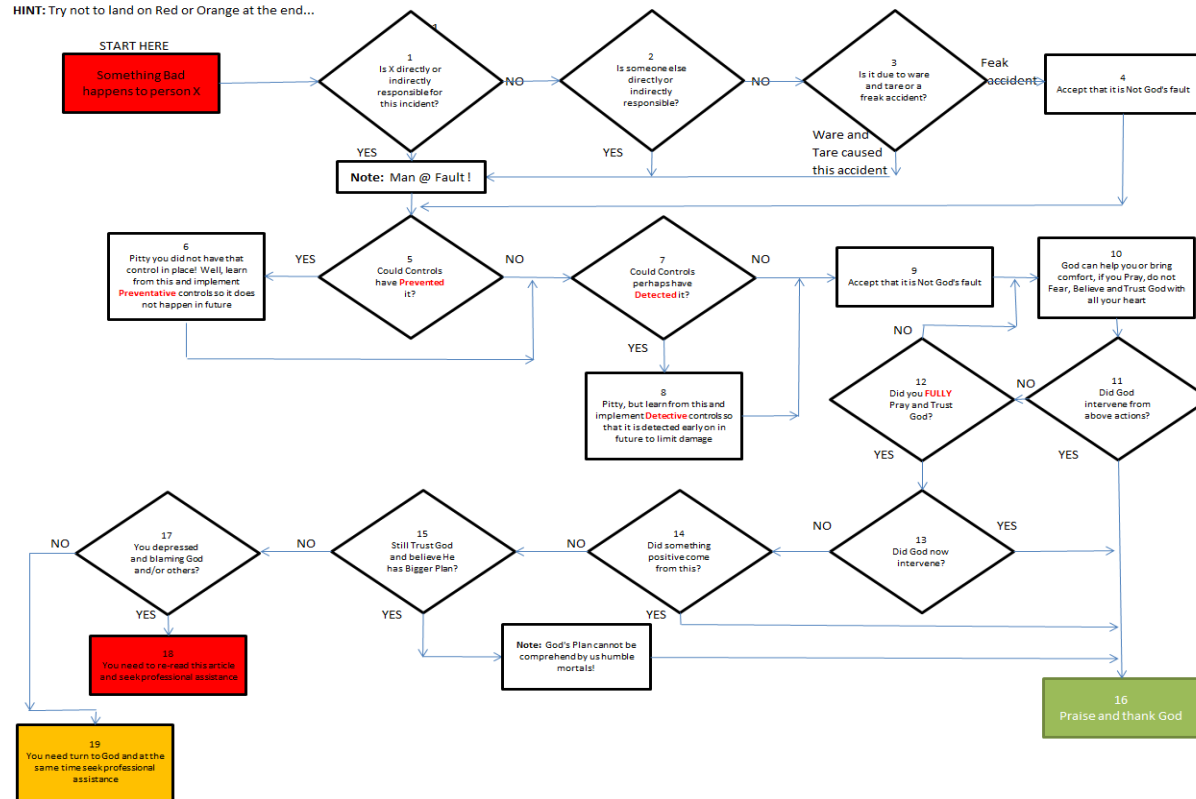 HINT: Try not to land on Red or Orange at the end...
START HERE
Something Bad
happens to person X
1
1
Is X directly or
indirectly
responsible for
this incident?
NO
YES
2
Is someone else
directly or
indirectly
responsible?
NO
YES
3
Is it due to ware
and tare or a
freak accident?
Feak
accident
Ware and
Tare caused
this accident
4
Accept that it is Not God's fault
Note: Man @ Fault !
6
Pitty you did not have that
control in place! Well, learn
from this and implement
Preventative controls so it does
not happen in future
YES
5
Could Controls
have Prevented
it?
NO
7
Could Controls
perhaps have
Detected it?
NO
YES
8
Pitty, but learn from this and
implement Detective controls so
that it is detected early on in
future to limit damage
9
Accept that it is Not God's fault
10
God can help you or bring
comfort, if you Pray, do not
Fear, Believe and Trust God with
all your heart
NO
12
Did you FULLY
Pray and Trust
God?
YES
NO
11
Did God
intervene from
above actions?
YES
13
Did God now
intervene?
YES
NO
14
Did something
positive come
from this?
NO
YES
15
Still Trust God
and believe He
has Bigger Plan?
NO
YES
Note: God's Plan cannot be
comprehend by us humble
mortals!
17
You depressed
and blaming God
and/or others?
NO
YES
18
You need to re-read this article
and seek professional assistance
19
You need turn to God and at the
same time seek professional
assistance
16
Praise and thank God